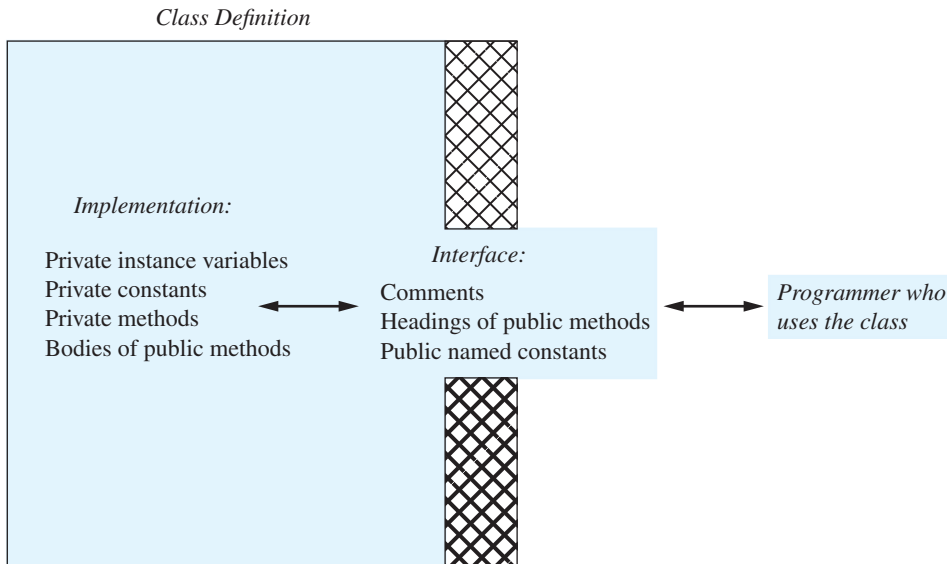 Class Definition
Implementation:
Private instance variables
Private constants
Private methods
Bodies of public methods
Interface:
Comments
Headings of public methods
Public named constants
Programmer who
uses the class